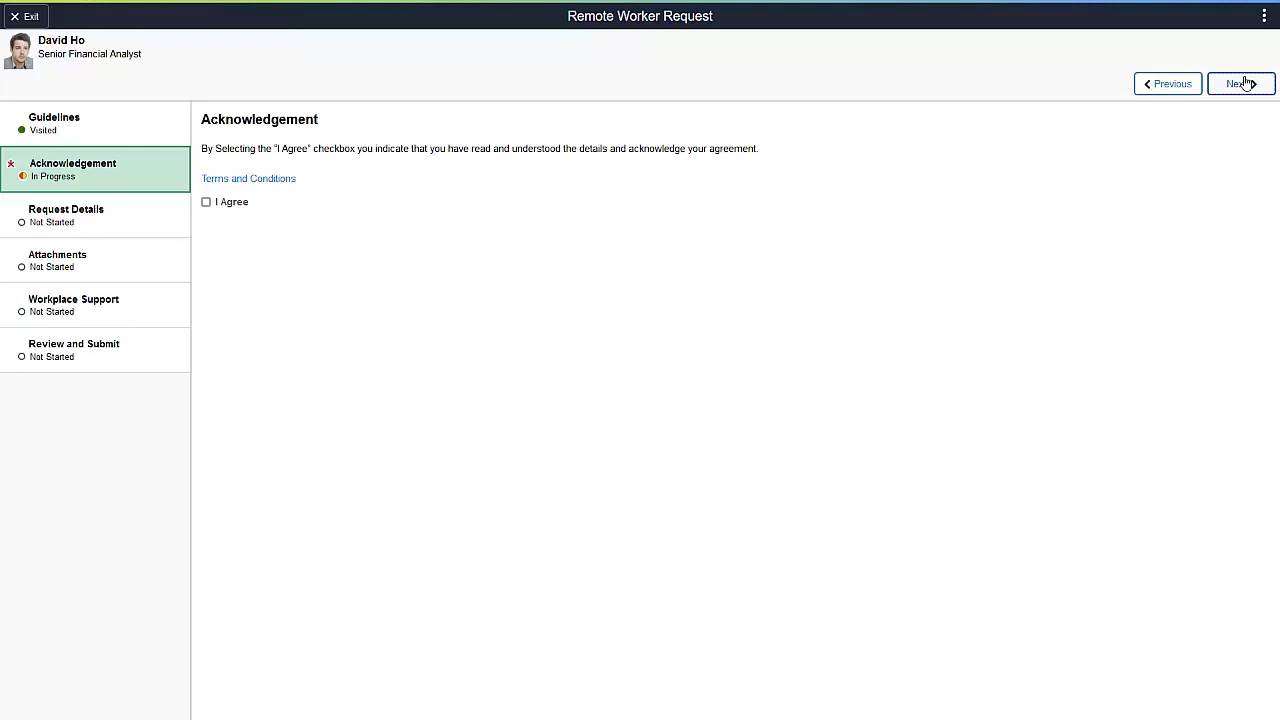 Exit
Remote Worker Request
David Ho
Senior Financial Analyst
Previous
Next
Guidelines
Visited
Acknowledgement
In Progress
Request Details
Not Started
Attachments
Not Started
Workplace Support
Not Started
Review and Submit
Not Started
Acknowledgement
By Selecting the "I Agree" checkbox you indicate that you have read and understood the details and acknowledge your agreement.
Terms and Conditions
I Agree